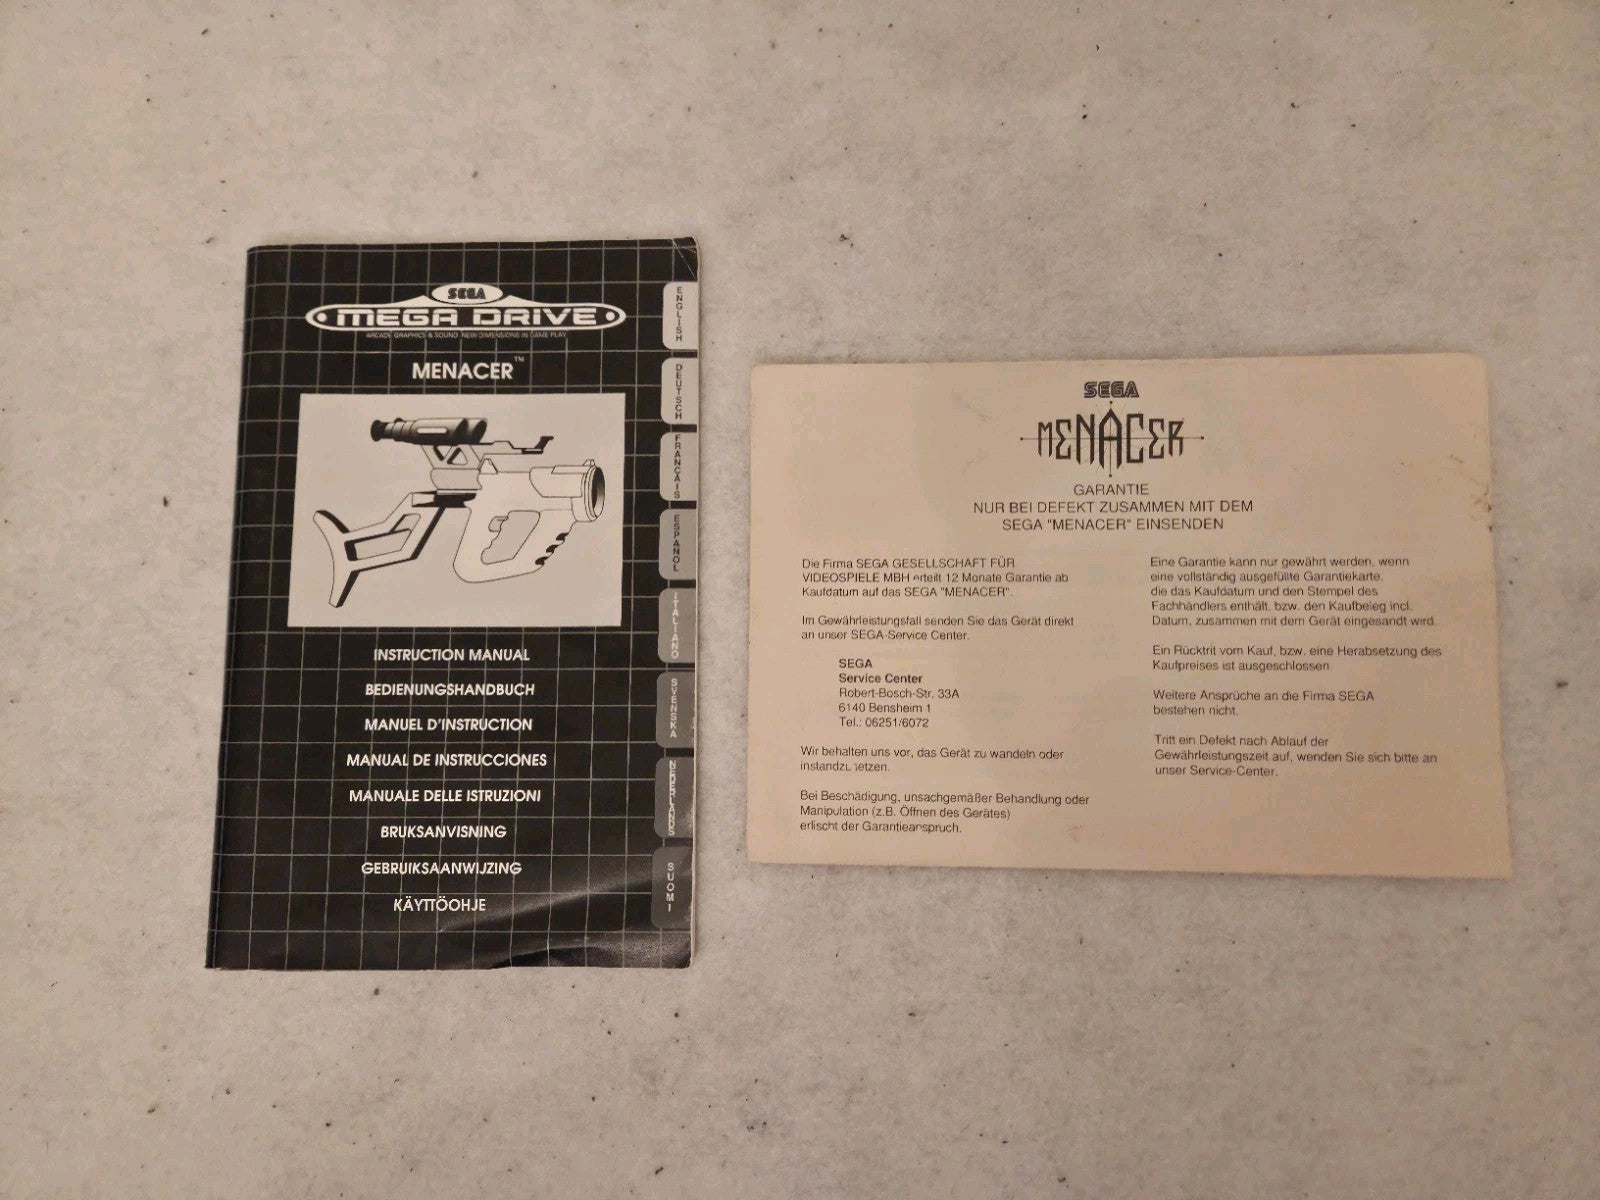 SEGA
MEGA DRIVE
ARCADE GRAPHICS & SOUND. NEW DIMENSIONS IN GAME PLAY.
MENACER™
INSTRUCTION MANUAL
BEDIENUNGSHANDBUCH
MANUEL D'INSTRUCTION
MANUAL DE INSTRUCCIONES
MANUALE DELLE ISTRUZIONI
BRUKSANVISNING
GEBRUIKSAANWIJZING
KÄYTTÖOHJE
ENGLISH
DEUTSCH
FRANÇAIS
ESPAÑOL
ITALIANO
SVENSKA
NEDERLANDS
SUOMI
SEGA
MENACER
GARANTIE
NUR BEI DEFEKT ZUSAMMEN MIT DEM
SEGA "MENACER" EINSENDEN
Die Firma SEGA GESELLSCHAFT FÜR
VIDEOSPIELE MBH erteilt 12 Monate Garantie ab
Kaufdatum auf das SEGA "MENACER".
Im Gewährleistungsfall senden Sie das Gerät direkt
an unser SEGA-Service Center.
SEGA
Service Center
Robert-Bosch-Str. 33A
6140 Bensheim 1
Tel.: 06251/6072
Wir behalten uns vor, das Gerät zu wandeln oder
instandzusetzen.
Bei Beschädigung, unsachgemäßer Behandlung oder
Manipulation (z.B. Öffnen des Gerätes)
erlischt der Garantieanspruch.
Eine Garantie kann nur gewährt werden, wenn
eine vollständig ausgefüllte Garantiekarte,
die das Kaufdatum und den Stempel des
Fachhändlers enthält, bzw. den Kaufbeleg incl.
Datum, zusammen mit dem Gerät eingesandt wird.
Ein Rücktritt vom Kauf, bzw. eine Herabsetzung des
Kaufpreises ist ausgeschlossen.
Weitere Ansprüche an die Firma SEGA
bestehen nicht.
Tritt ein Defekt nach Ablauf der
Gewährleistungszeit auf, wenden Sie sich bitte an
unser Service-Center.